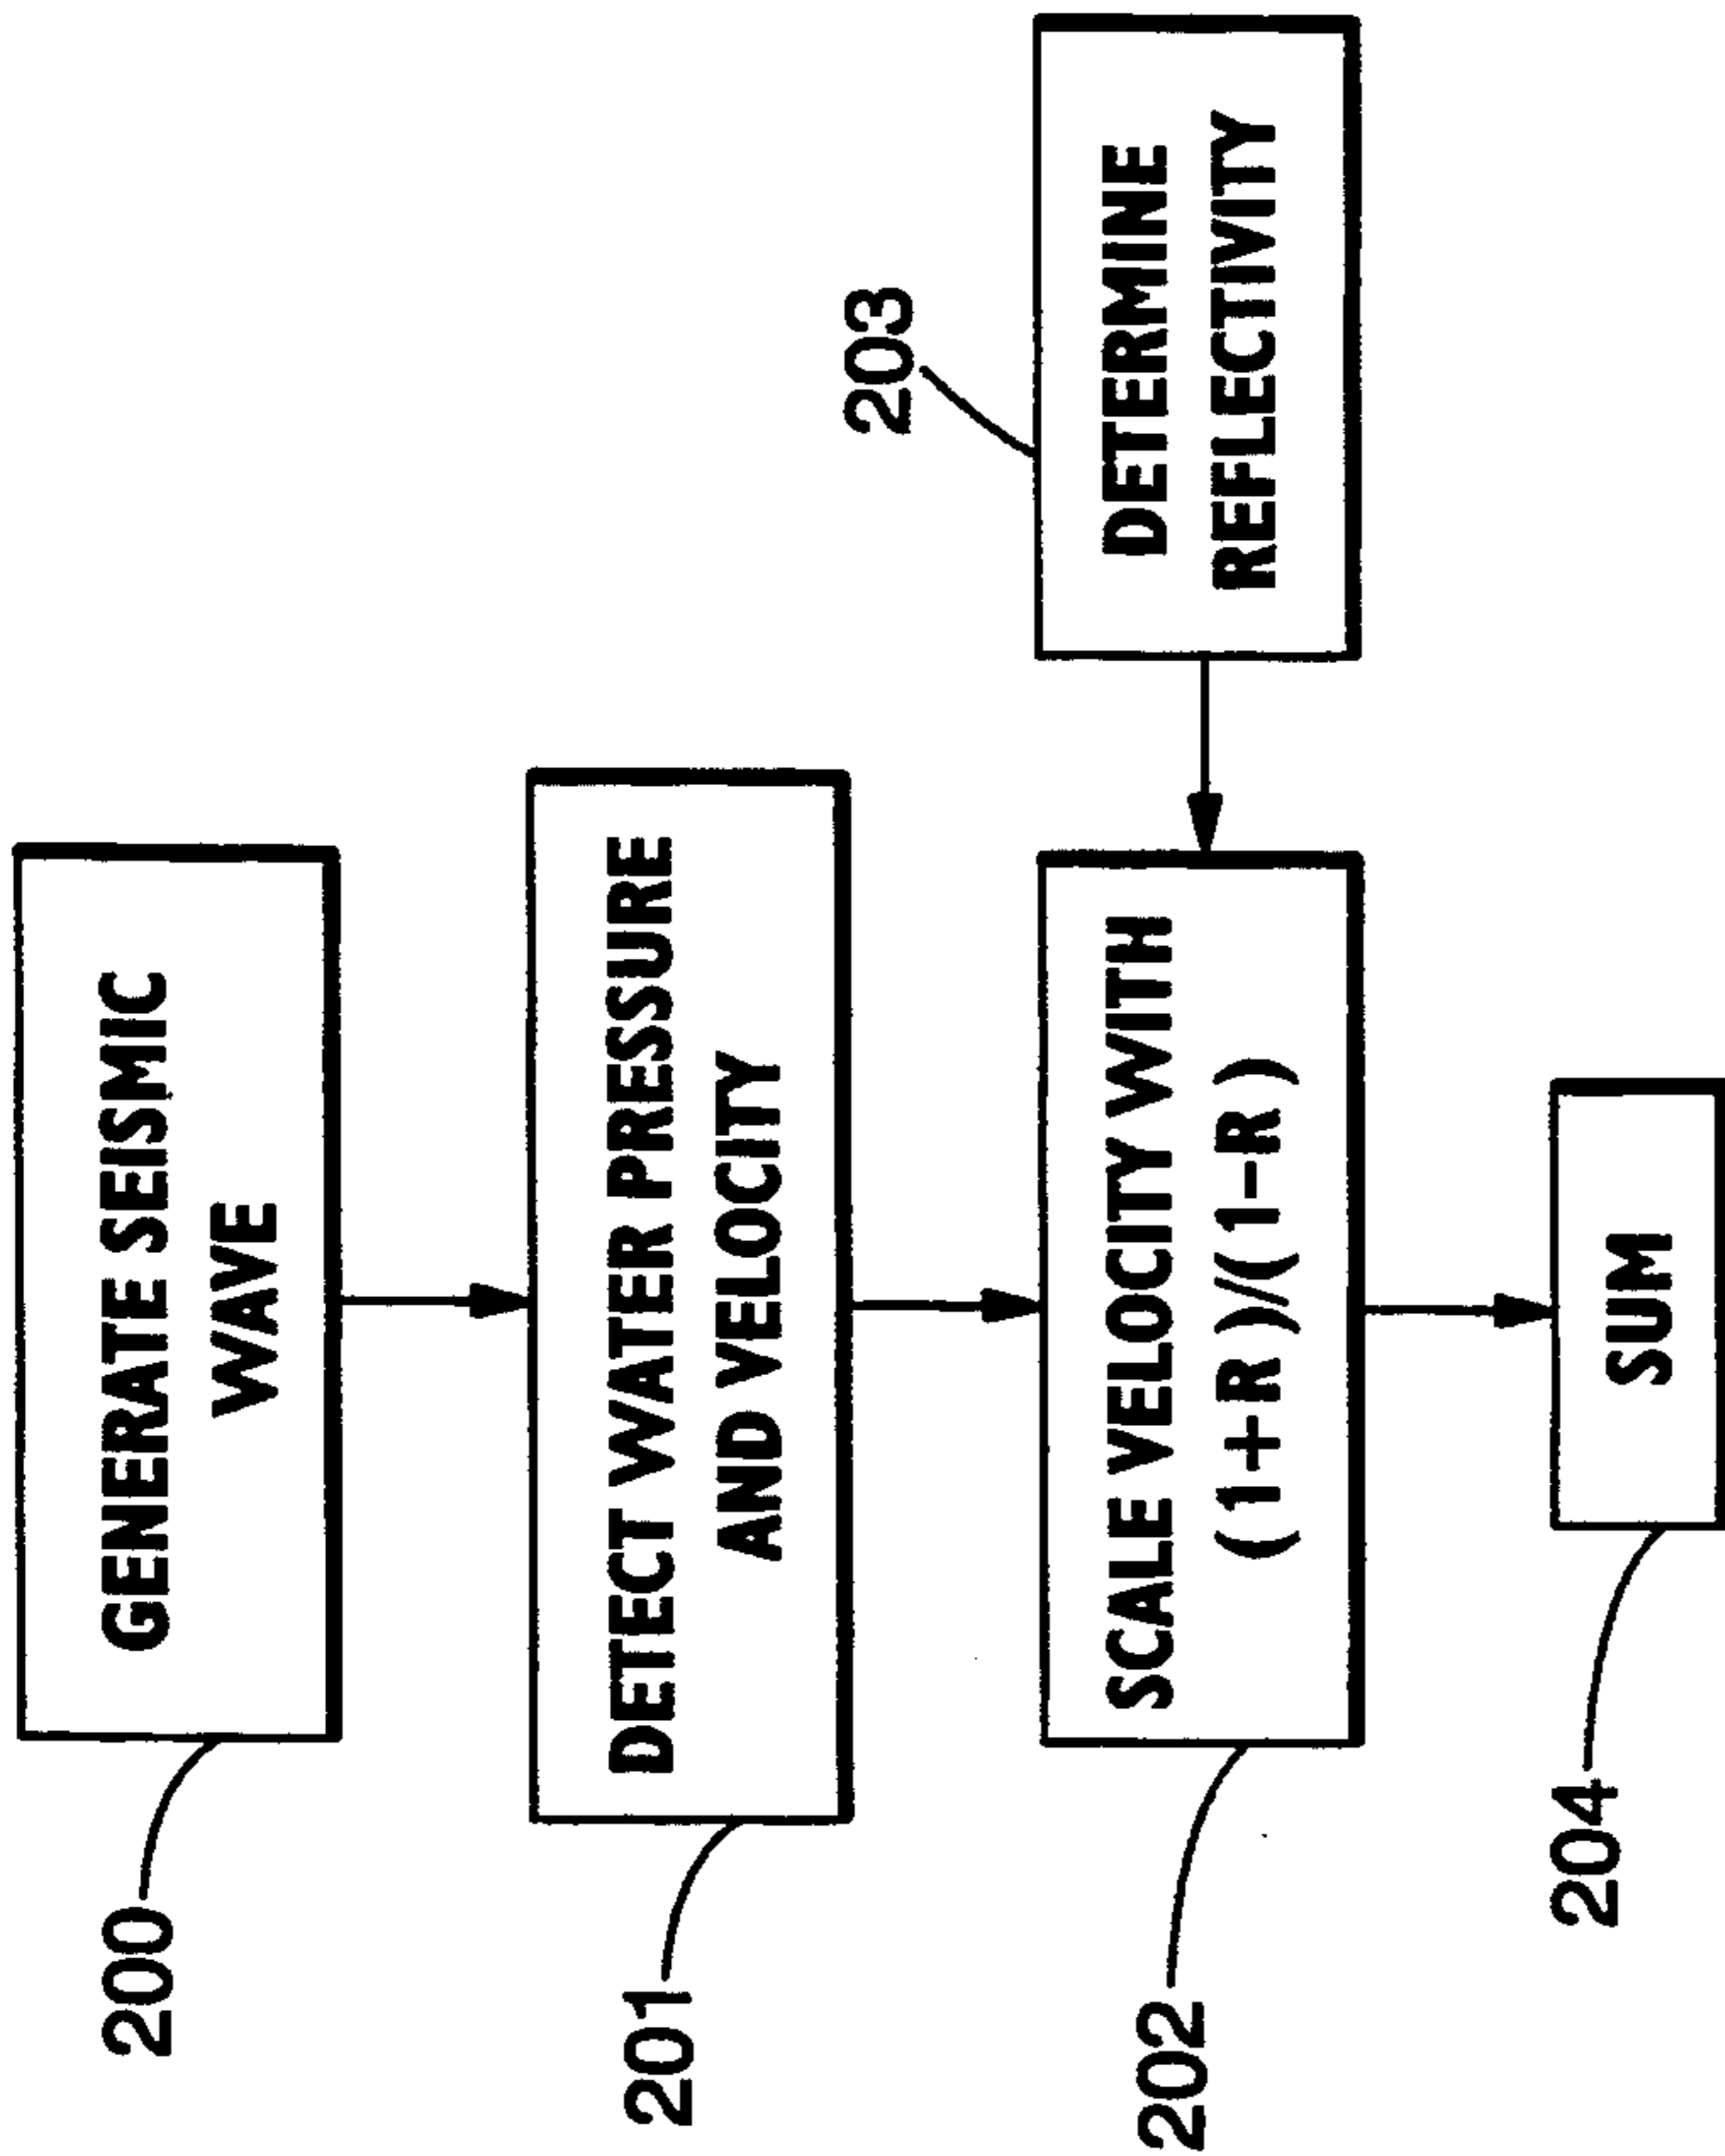 200
GENERATE SEISMIC
WAVE
201
DETECT WATER PRESSURE
AND VELOCITY
202
SCALE VELOCITY WITH
(1+R)/(1-R)
203
DETERMINE
REFLECTIVITY
204
SUM